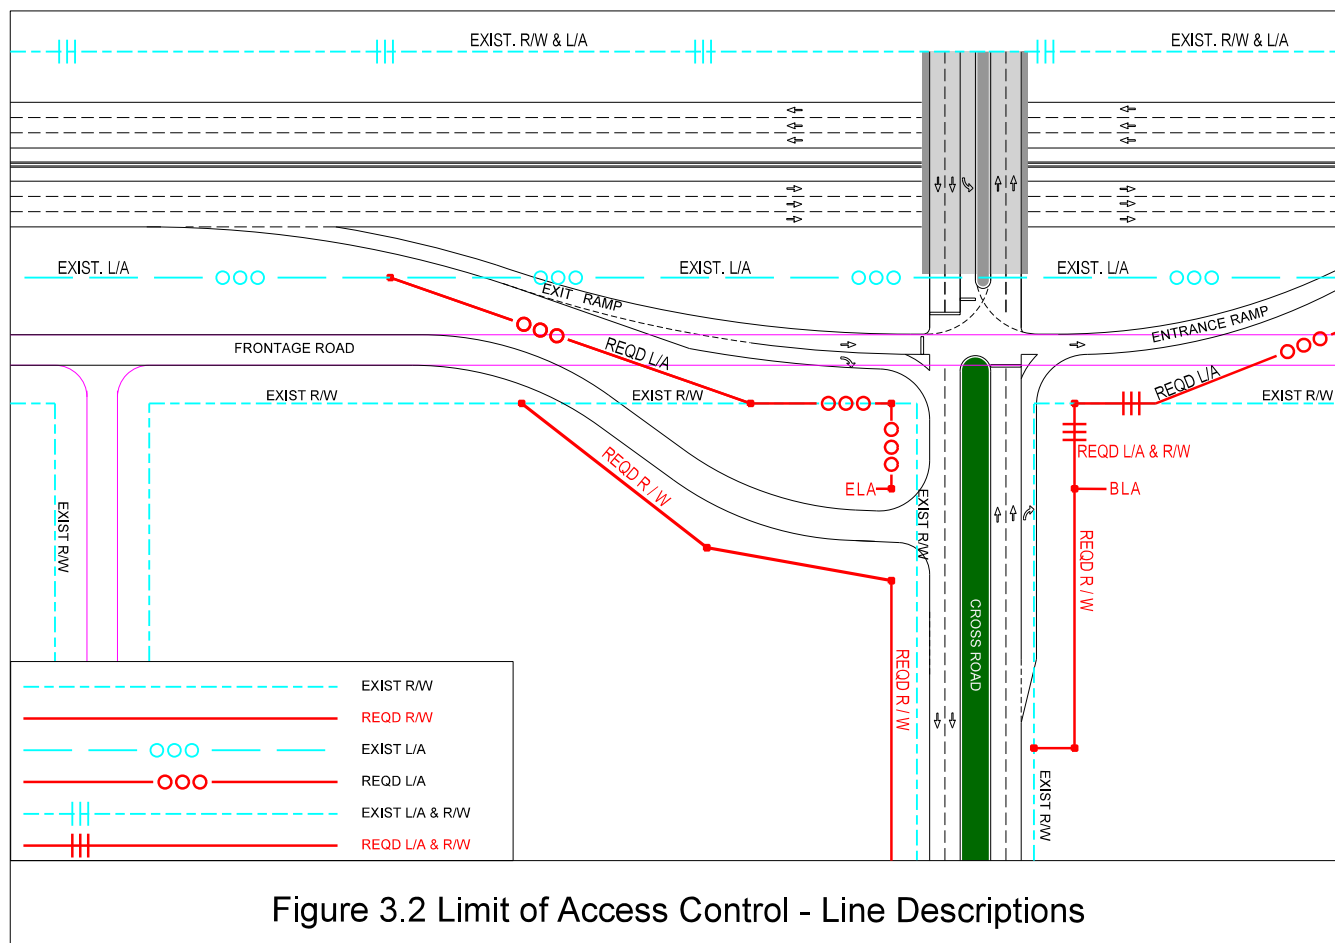 EXIST. R/W & L/A
EXIST. R/W & L/A
EXIST. L/A
EXIST. L/A
EXIST. L/A
EXIT RAMP
ENTRANCE RAMP
FRONTAGE ROAD
REQD L/A
REQD L/A
EXIST R/W
EXIST R/W
EXIST R/W
REQD L/A & R/W
REQD R / W
ELA
BLA
EXIST R/W
EXIST R/W
REQD R / W
CROSS ROAD
REQD R / W
EXIST R/W
EXIST R/W
REQD R/W
EXIST L/A
REQD L/A
EXIST L/A & R/W
REQD L/A & R/W
Figure 3.2 Limit of Access Control - Line Descriptions